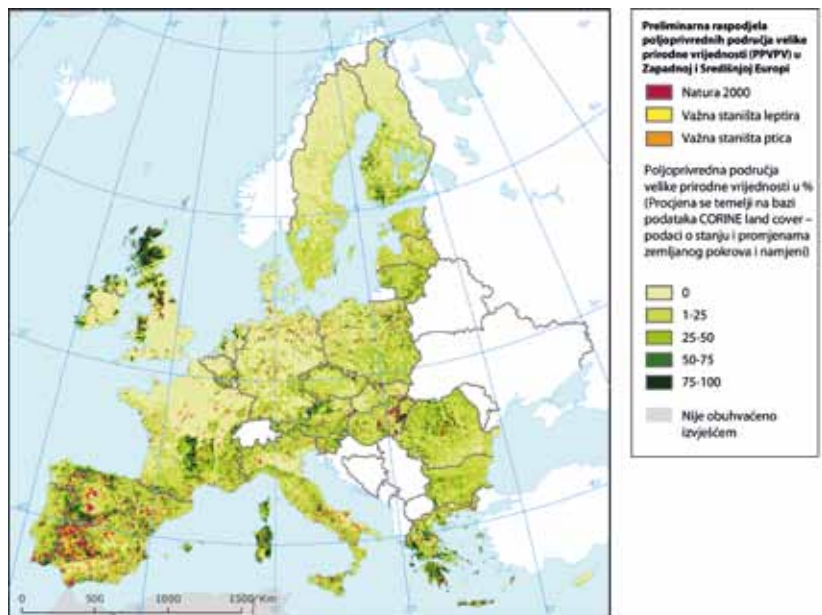 Preliminarna raspodjela
poljoprivrednih područja velike
prirodne vrijednosti (PPVPV) u
Zapadnoj i Središnjoj Europi
Natura 2000
Važna staništa leptira
Važna staništa ptica
Poljoprivredna područja
velike prirodne vrijednosti u %
(Procjena se temelji na bazi
podataka CORINE land cover –
podaci o stanju i promjenama
zemljanog pokrova i namjeni)
0
1-25
25-50
50-75
75-100
Nije obuhvaćeno
izvješćem
0 500 1000 1500 Km